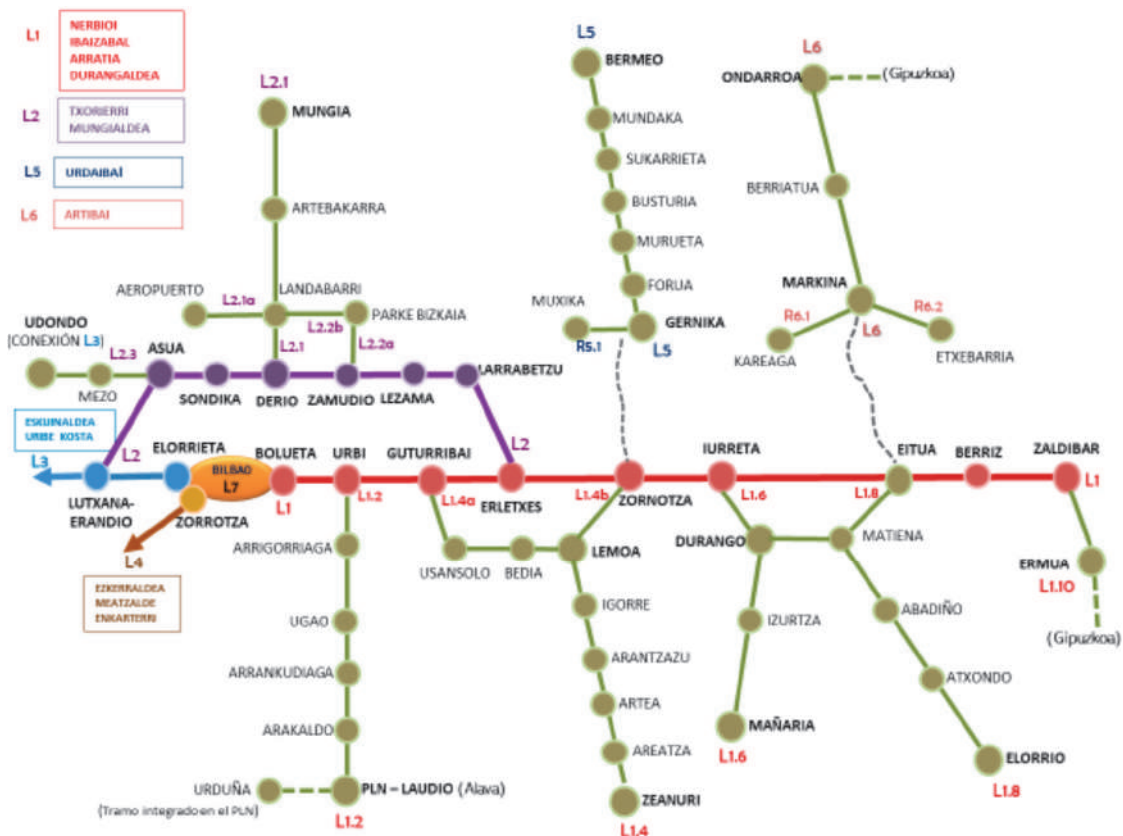 L1
NERBIOI
IBAIZABAL
ARRATIA
DURANGALDEA
L2
TXORIERRI
MUNGIALDEA
L5
URDAIBAI
L6
ARTIBAI
L2.1
MUNGIA
ARTEBAKARRA
AEROPUERTO
L2.1a
LANDABARRI
L2.2b
PARKE BIZKAIA
L2.1
L2.2a
UDONDO
(CONEXIÓN L3)
L2.3
MEZO
ASUA
SONDIKA
DERIO
ZAMUDIO
LEZAMA
LARRABETZU
L5
BERMEO
MUNDAKA
SUKARRIETA
BUSTURIA
MURUETA
FORUA
MUXIKA
R5.1
GERNIKA
L5
L6
ONDARROA
(Gipuzkoa)
BERRIATUA
MARKINA
R6.1
L6
R6.2
KAREAGA
ETXEBARRIA
ESKUINALDEA
URIBE KOSTA
L3
L2
LUTXANA-
ERANDIO
ELORRIETA
BILBAO
L7
ZORROTZA
L4
EZKERRALDEA
MEATZALDE
ENKARTERRI
BOLUETA
L1
URBI
L1.2
GUTURRIBAI
L1.4a
L2
ERLETXES
L1.4b
ZORNOTZA
IURRETA
L1.6
EITUA
L1.8
BERRIZ
ZALDIBAR
L1
ARRIGORRIAGA
UGAO
ARRANKUDIAGA
ARAKALDO
URDUÑA
(Tramo integrado en el PLN)
PLN – LAUDIO (Alava)
L1.2
USANSOLO
BEDIA
LEMOA
IGORRE
ARANTZAZU
ARTEA
AREATZA
ZEANURI
L1.4
DURANGO
IZURTZA
MAÑARIA
L1.6
MATIENA
ABADIÑO
ATXONDO
ELORRIO
L1.8
ERMUA
L1.10
(Gipuzkoa)